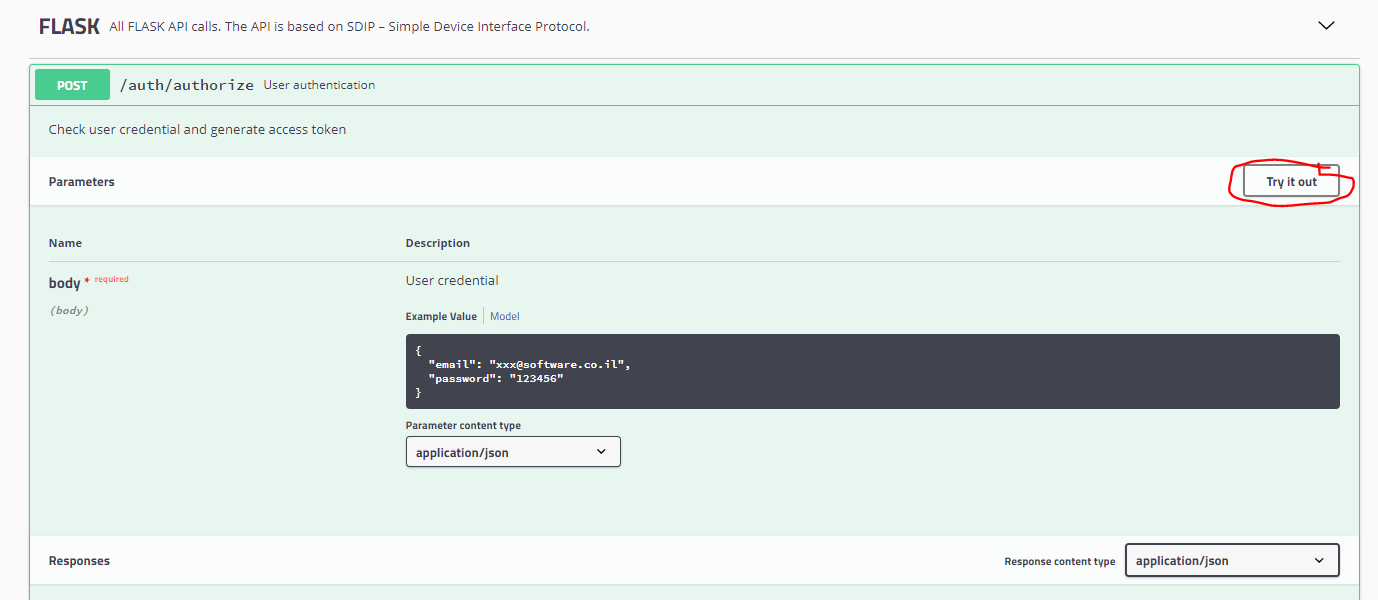 FLASK All FLASK API calls. The API is based on SDIP – Simple Device Interface Protocol.
POST /auth/authorize User authentication
Check user credential and generate access token
Parameters Try it out
Name Description
body * required User credential
(body)
Example Value Model
{
"email": "xxx@software.co.il",
"password": "123456"
}
Parameter content type
application/json
Responses Response content type application/json